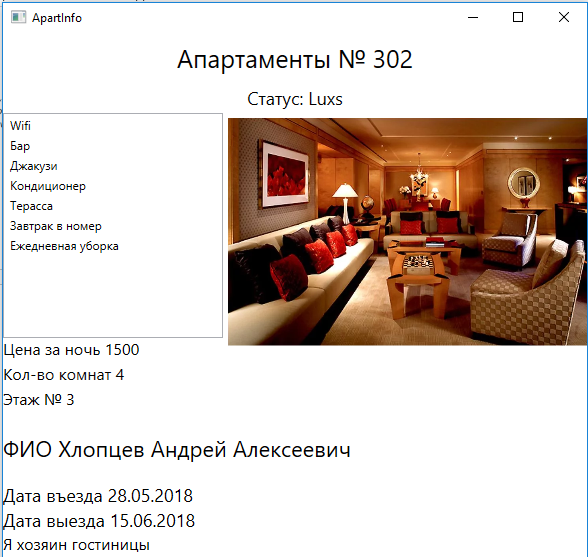 ApartInfo
Апартаменты № 302
Статус: Luxs
Wifi
Бар
Джакузи
Кондиционер
Терасса
Завтрак в номер
Ежедневная уборка
Цена за ночь 1500
Кол-во комнат 4
Этаж № 3
ФИО Хлопцев Андрей Алексеевич
Дата въезда 28.05.2018
Дата выезда 15.06.2018
Я хозяин гостиницы